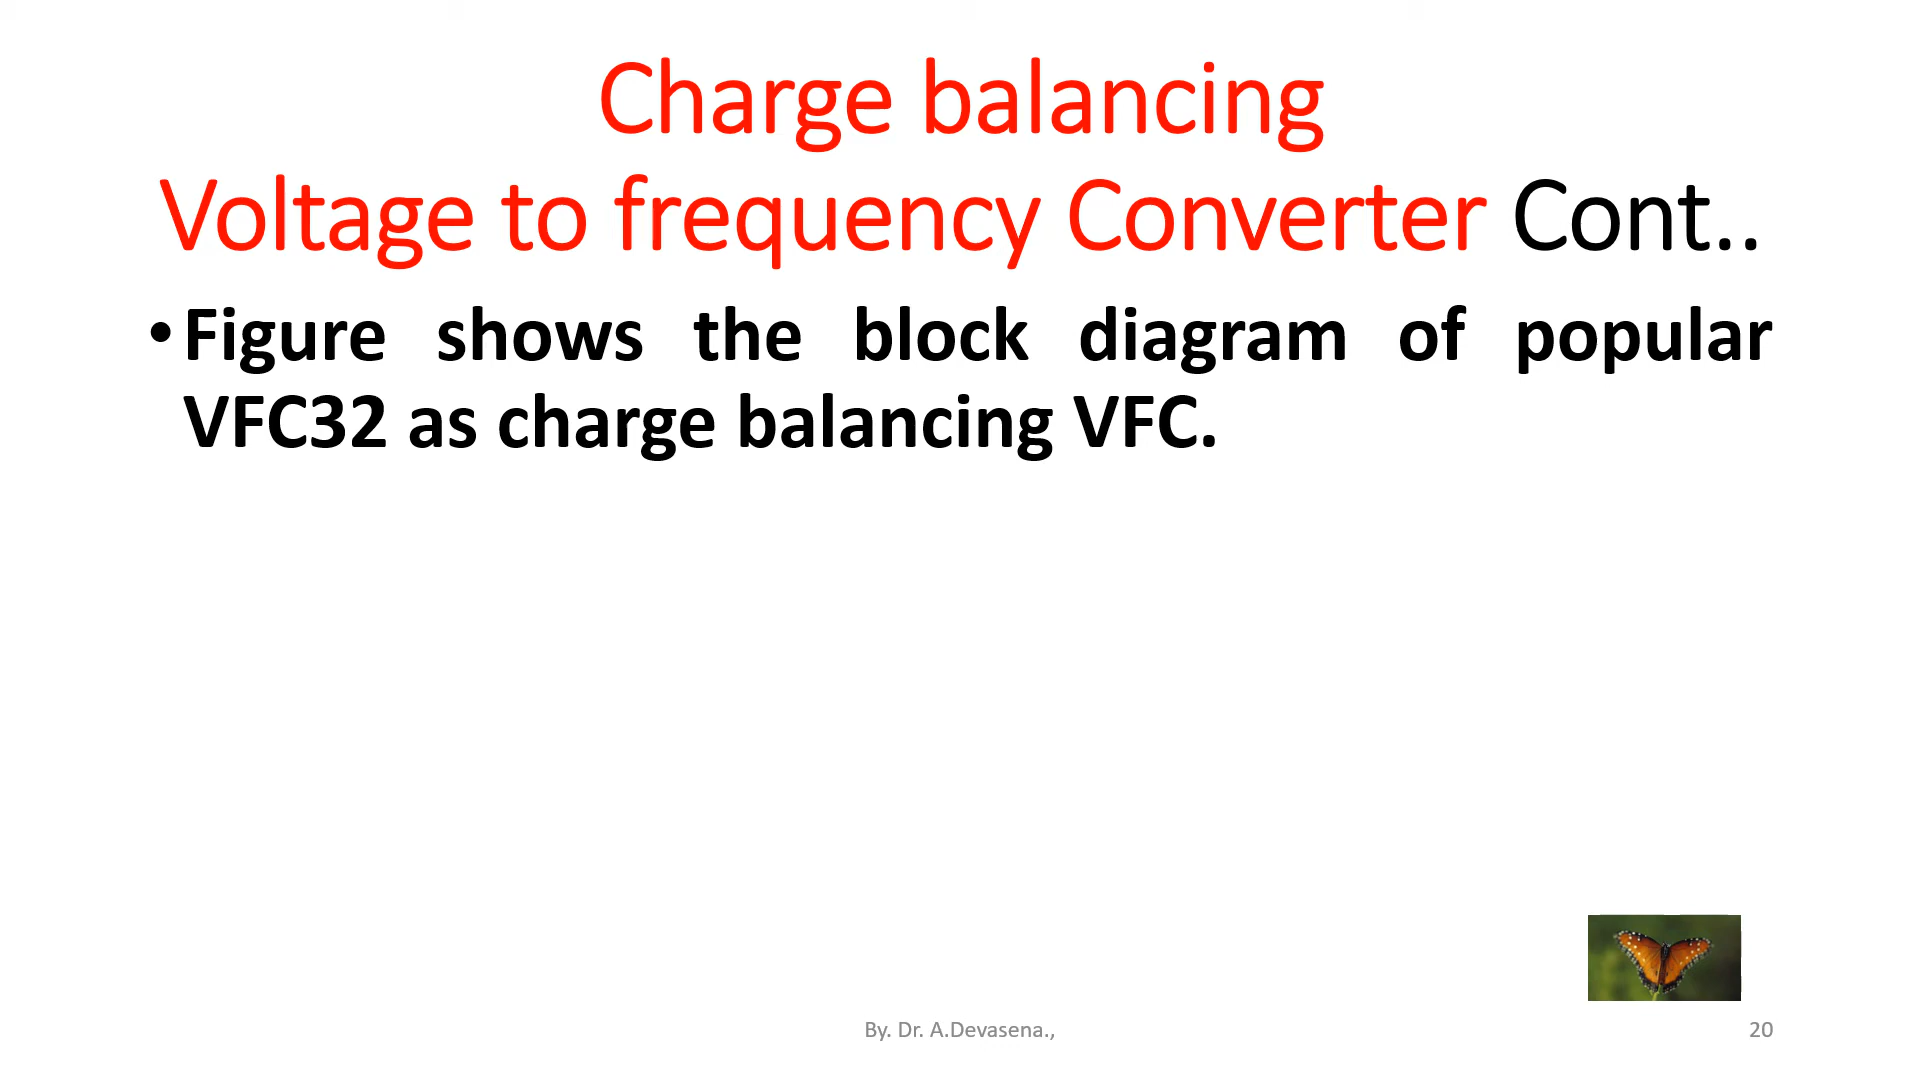 Charge balancing
Voltage to frequency Converter Cont..
•Figure shows the block diagram of popular
VFC32 as charge balancing VFC.
By. Dr. A.Devasena.,
20